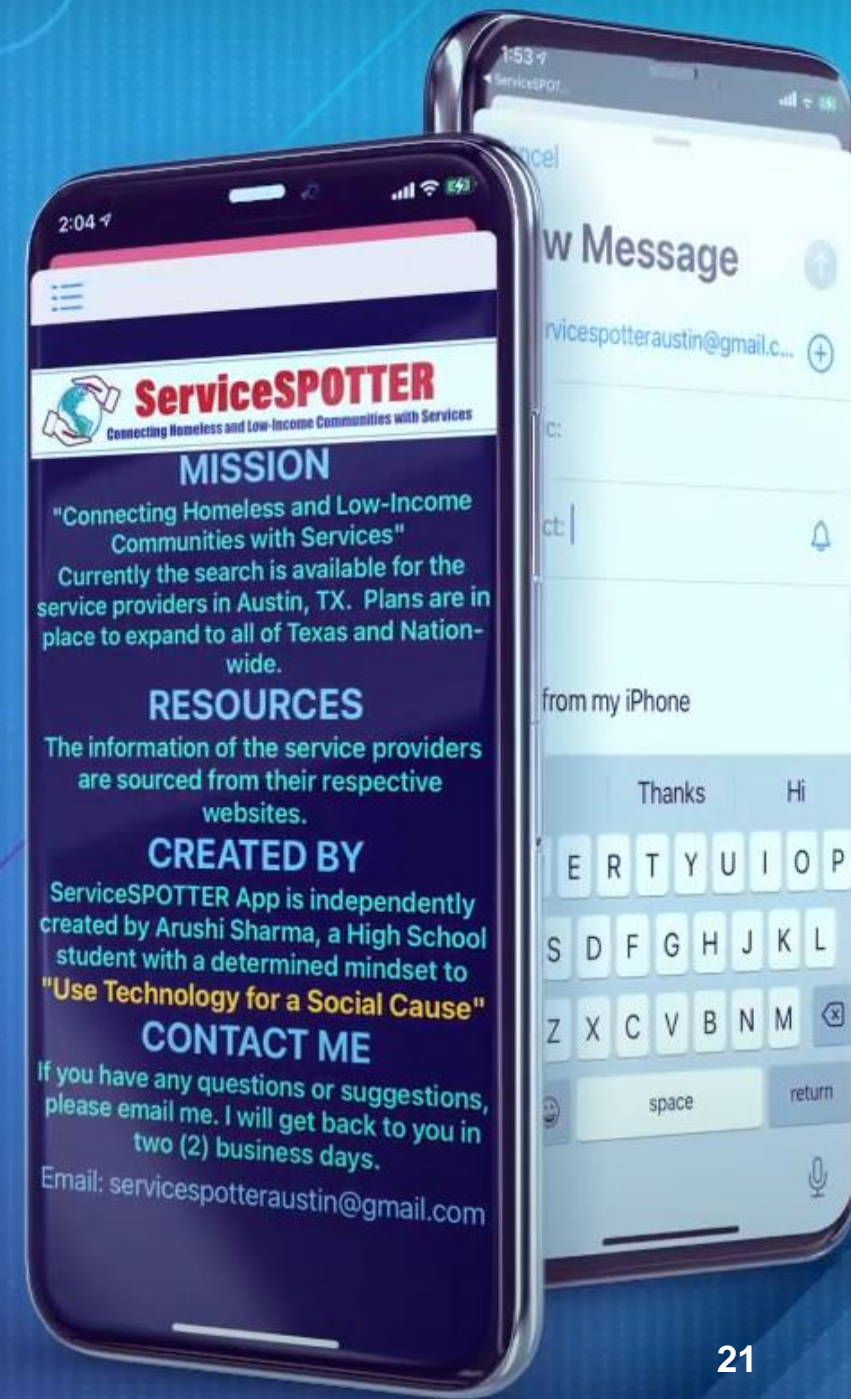 2:04
ServiceSPOTTER
Connecting Homeless and Low-Income Communities with Services
MISSION
"Connecting Homeless and Low-Income
Communities with Services"
Currently the search is available for the
service providers in Austin, TX. Plans are in
place to expand to all of Texas and Nation-
wide.
RESOURCES
The information of the service providers
are sourced from their respective
websites.
CREATED BY
ServiceSPOTTER App is independently
created by Arushi Sharma, a High School
student with a determined mindset to
"Use Technology for a Social Cause"
CONTACT ME
If you have any questions or suggestions,
please email me. I will get back to you in
two (2) business days.
Email: servicespotteraustin@gmail.com
1:53
ServiceSPOT...
ncel
w Message
rvicespotteraustin@gmail.c...
c:
ct:
from my iPhone
Thanks Hi
E R T Y U I O P
S D F G H J K L
Z X C V B N M
space return
21